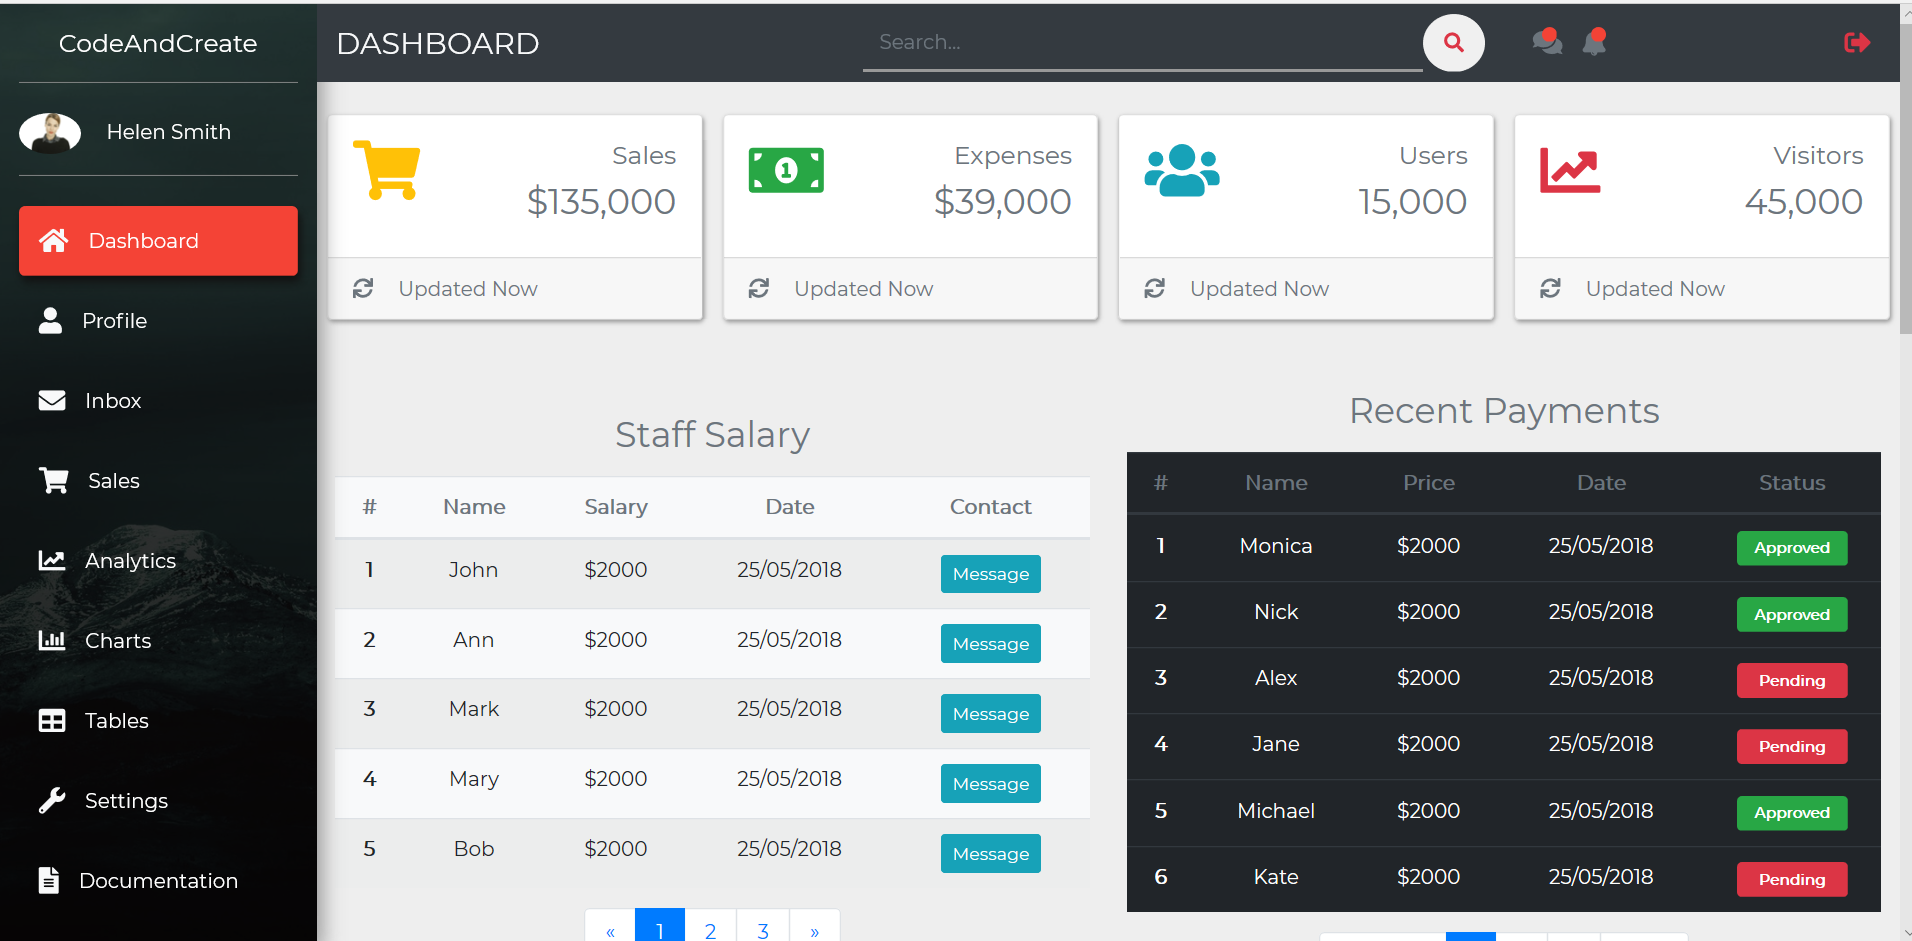 CodeAndCreate
Helen Smith
Dashboard
Profile
Inbox
Sales
Analytics
Charts
Tables
Settings
Documentation
DASHBOARD
Search...
Sales
$135,000
Updated Now
Expenses
$39,000
Updated Now
Users
15,000
Updated Now
Visitors
45,000
Updated Now
Staff Salary
# Name Salary Date Contact
1 John $2000 25/05/2018 Message
2 Ann $2000 25/05/2018 Message
3 Mark $2000 25/05/2018 Message
4 Mary $2000 25/05/2018 Message
5 Bob $2000 25/05/2018 Message
« 1 2 3 »
Recent Payments
# Name Price Date Status
1 Monica $2000 25/05/2018 Approved
2 Nick $2000 25/05/2018 Approved
3 Alex $2000 25/05/2018 Pending
4 Jane $2000 25/05/2018 Pending
5 Michael $2000 25/05/2018 Approved
6 Kate $2000 25/05/2018 Pending